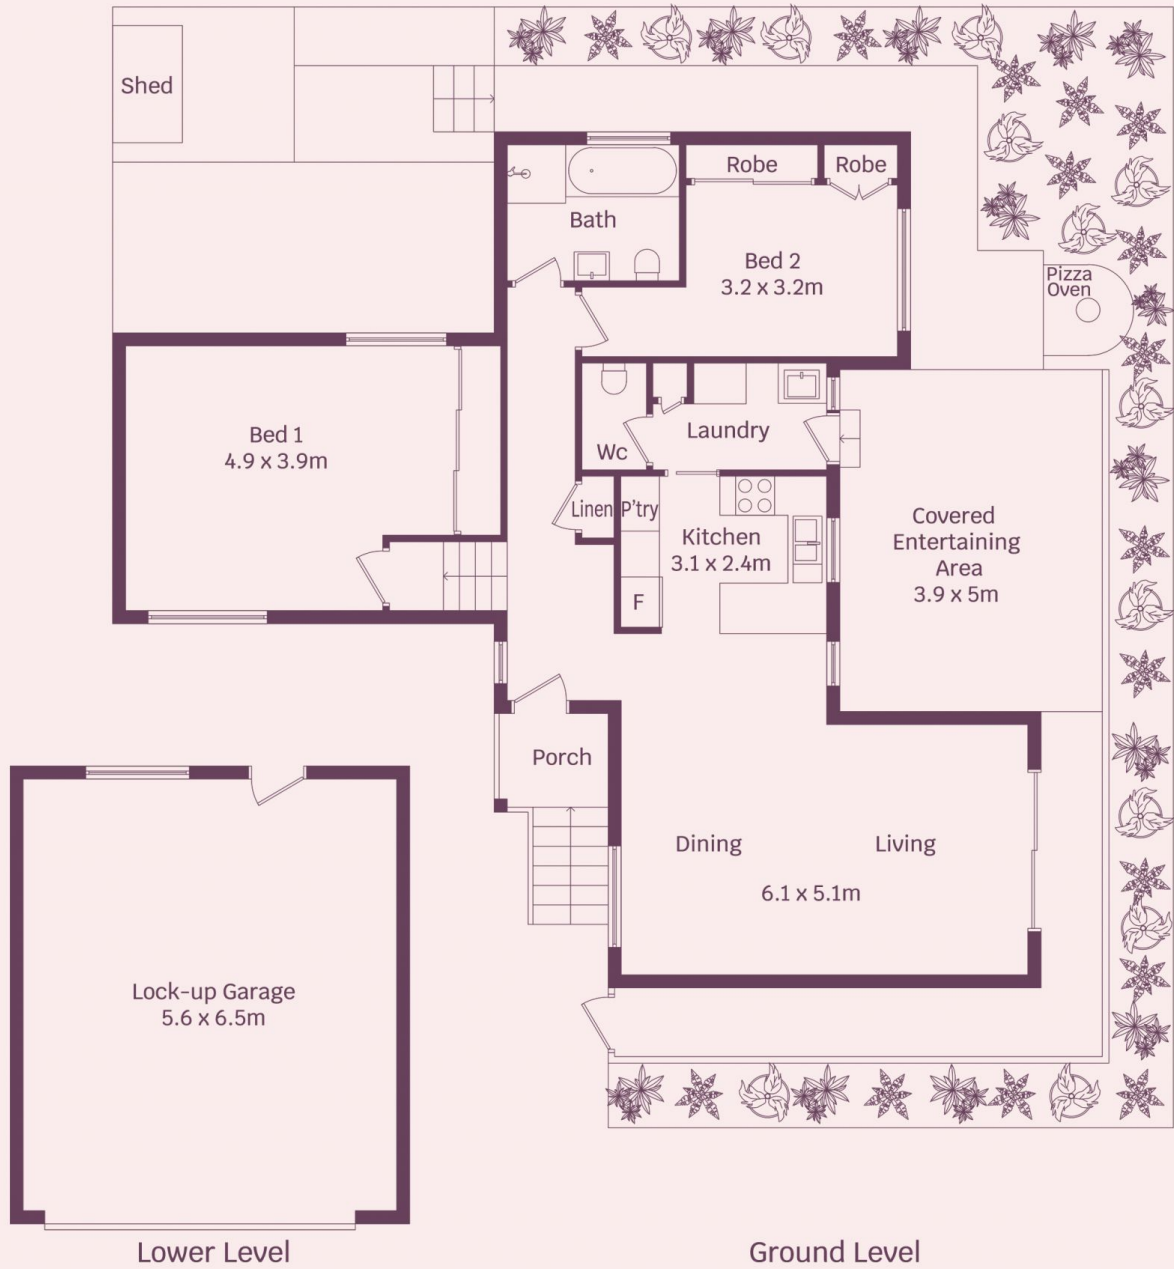 Shed
Robe
Robe
Bath
Bed 2
3.2 x 3.2m
Pizza
Oven
Bed 1
4.9 x 3.9m
Laundry
Wc
Linen
P'try
Kitchen
3.1 x 2.4m
F
Covered
Entertaining
Area
3.9 x 5m
Porch
Dining
Living
6.1 x 5.1m
Lock-up Garage
5.6 x 6.5m
Lower Level
Ground Level